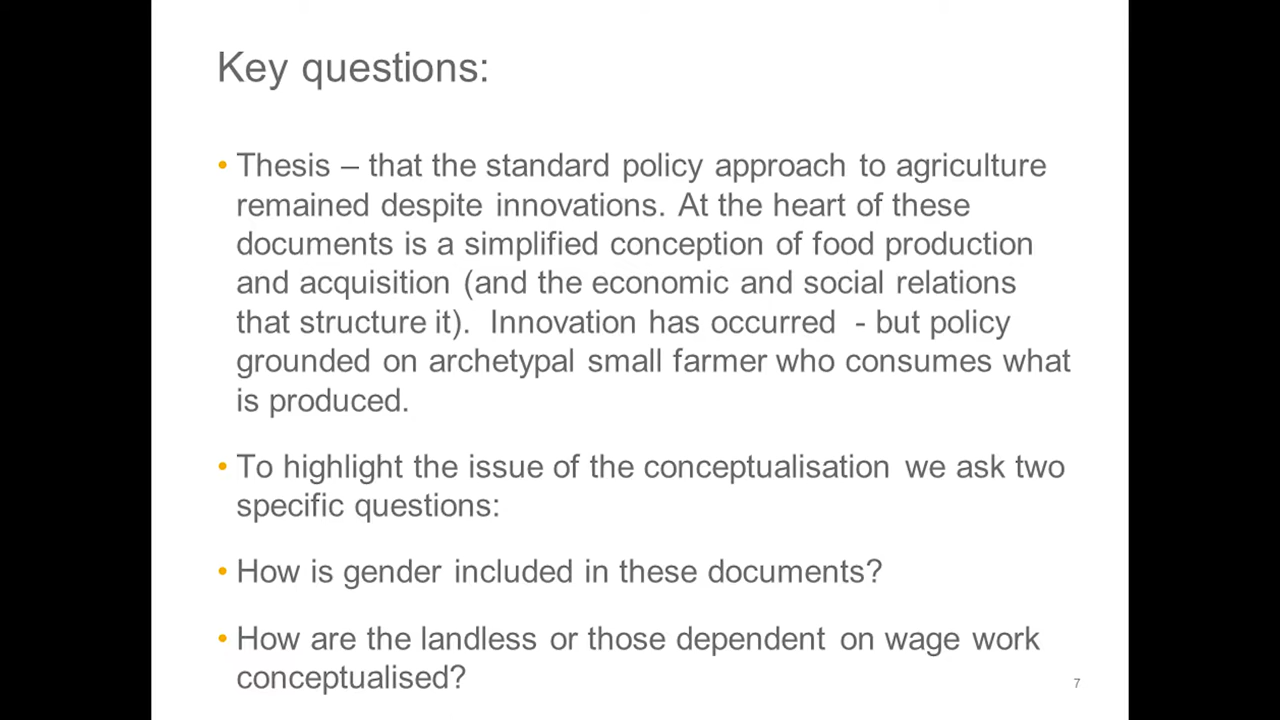 Key questions:
• Thesis – that the standard policy approach to agriculture
remained despite innovations. At the heart of these
documents is a simplified conception of food production
and acquisition (and the economic and social relations
that structure it). Innovation has occurred - but policy
grounded on archetypal small farmer who consumes what
is produced.
• To highlight the issue of the conceptualisation we ask two
specific questions:
• How is gender included in these documents?
• How are the landless or those dependent on wage work
conceptualised?
7